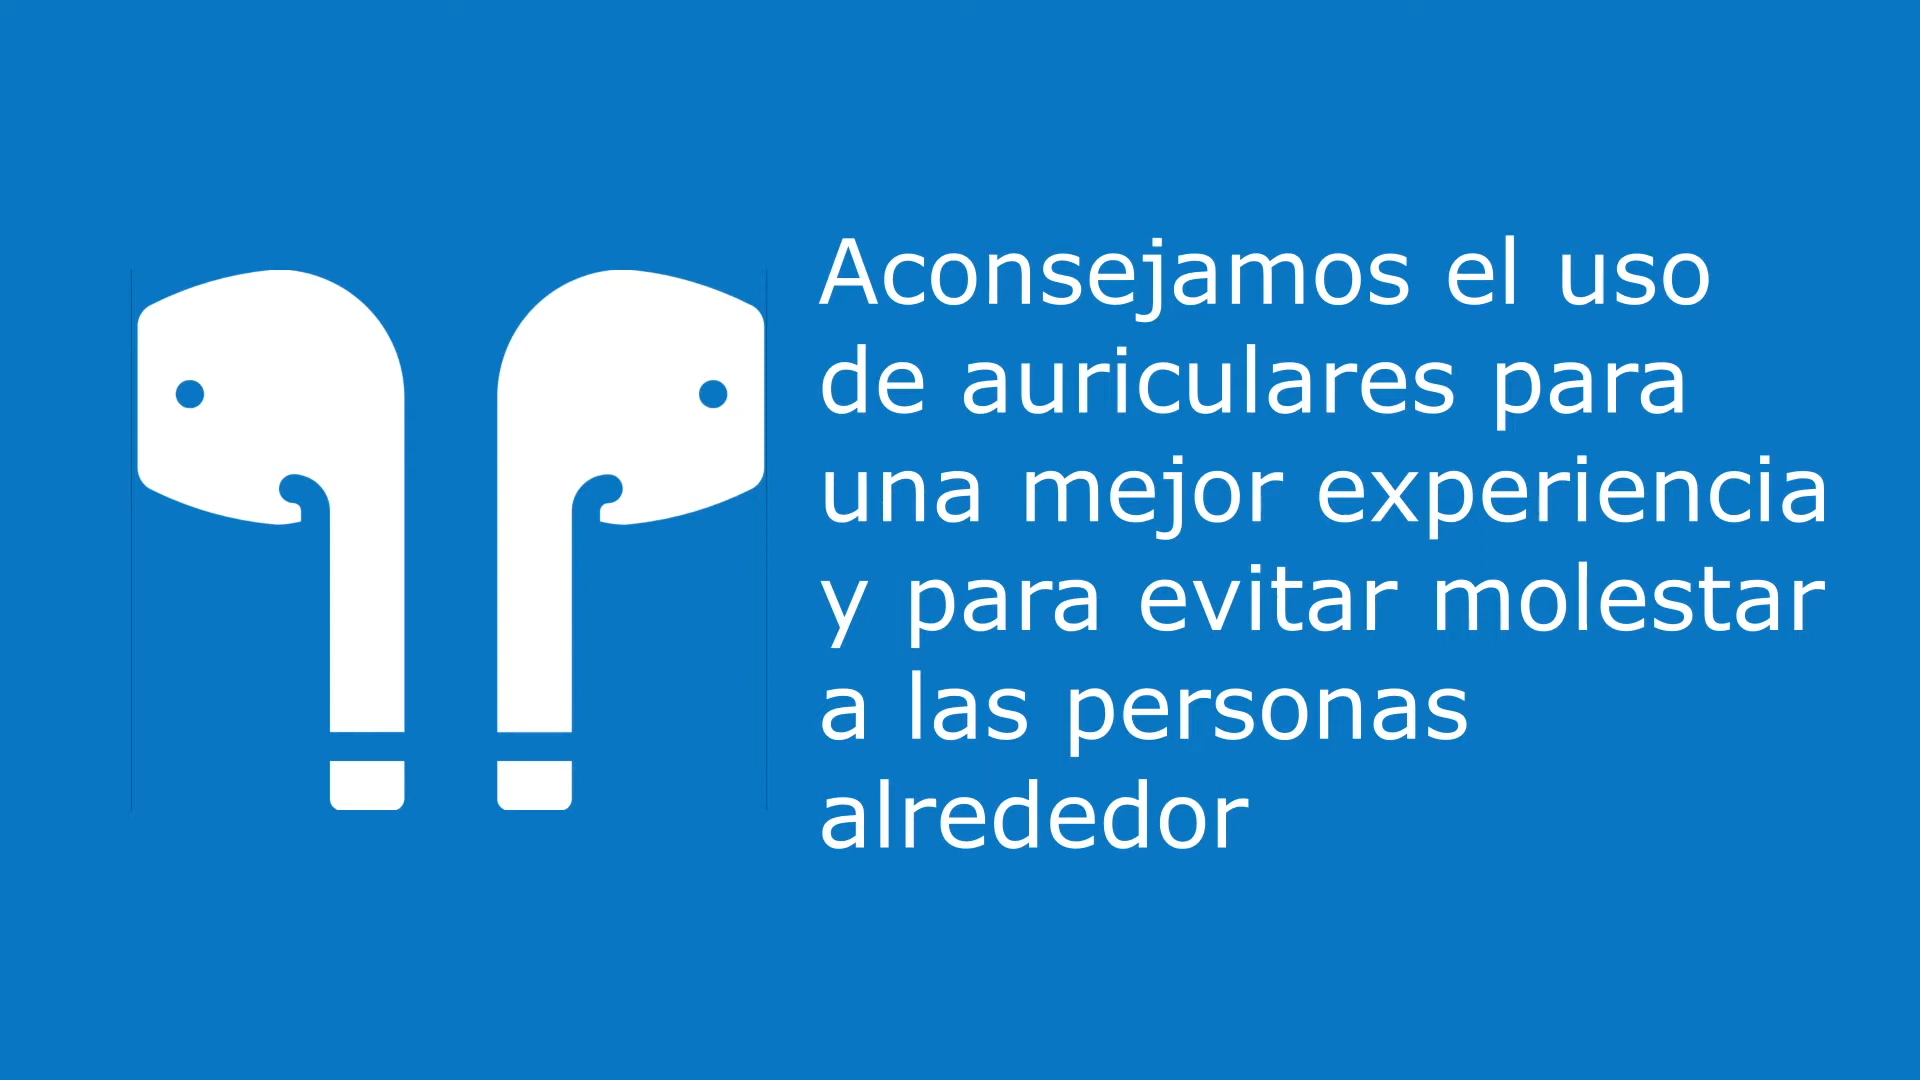 Aconsejamos el uso
de auriculares para
una mejor experiencia
y para evitar molestar
a las personas
alrededor